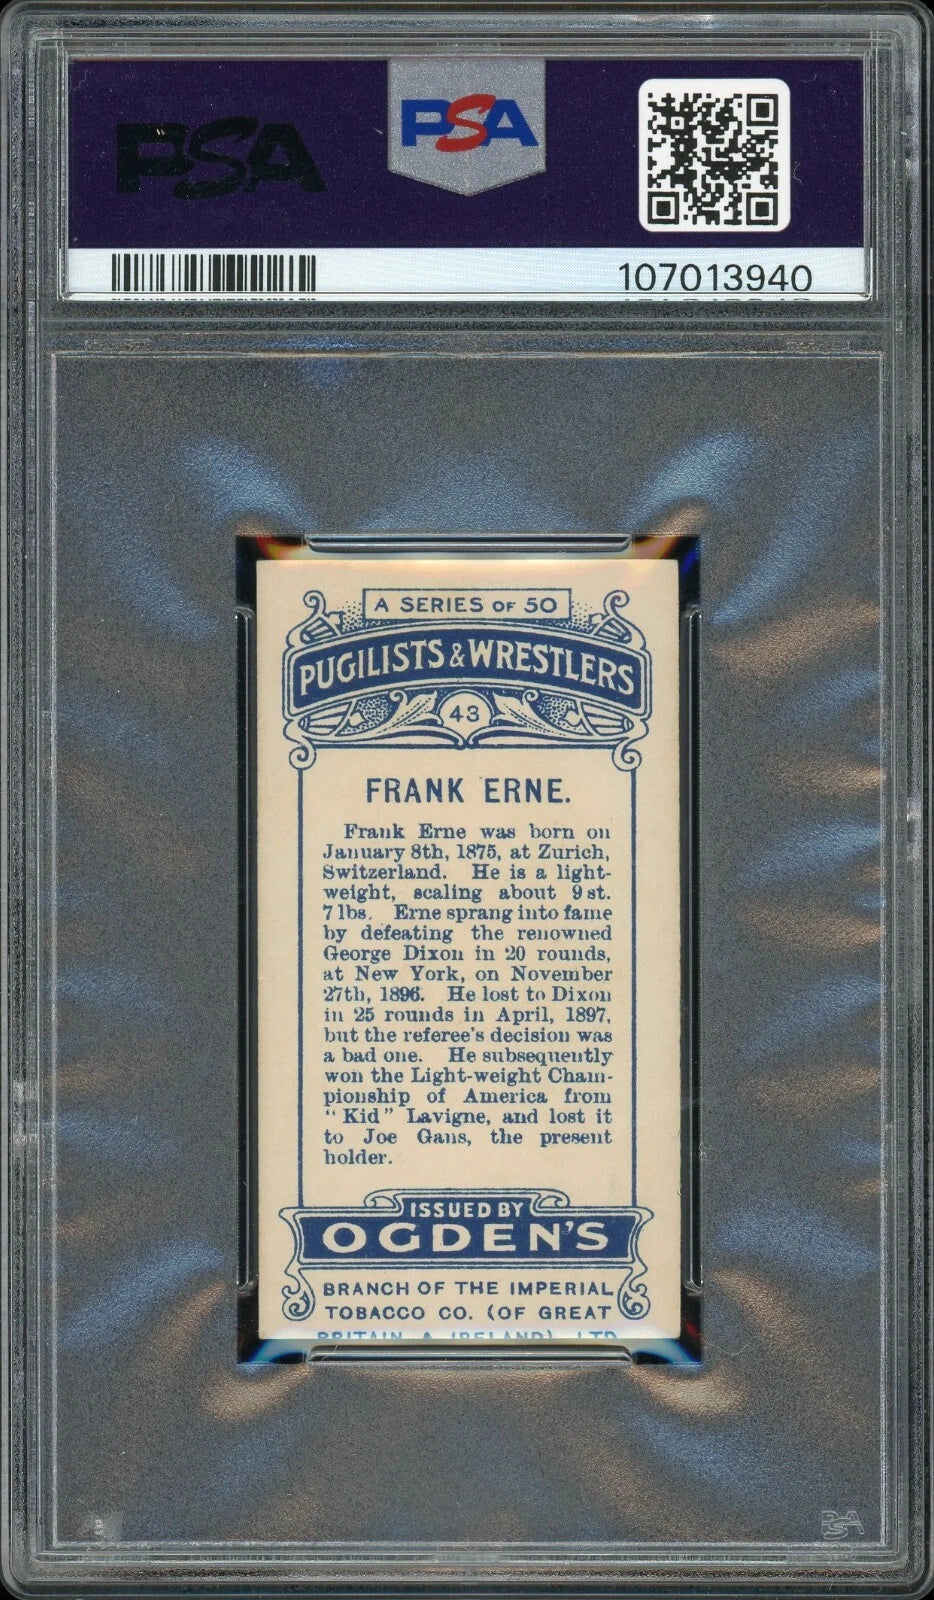 PSA
PSA
107013940
A SERIES OF 50
PUGILISTS & WRESTLERS
43
FRANK ERNE.
Frank Erne was born on
January 8th, 1875, at Zurich,
Switzerland. He is a light-
weight, scaling about 9 st.
7 lbs. Erne sprang into fame
by defeating the renowned
George Dixon in 20 rounds,
at New York, on November
27th, 1896. He lost to Dixon
in 25 rounds in April, 1897,
but the referee's decision was
a bad one. He subsequently
won the Light-weight Cham-
pionship of America from
"Kid" Lavigne, and lost it
to Joe Gans, the present
holder.
ISSUED BY
OGDEN'S
BRANCH OF THE IMPERIAL
TOBACCO CO. (OF GREAT
BRITAIN & IRELAND) LTD
PSA